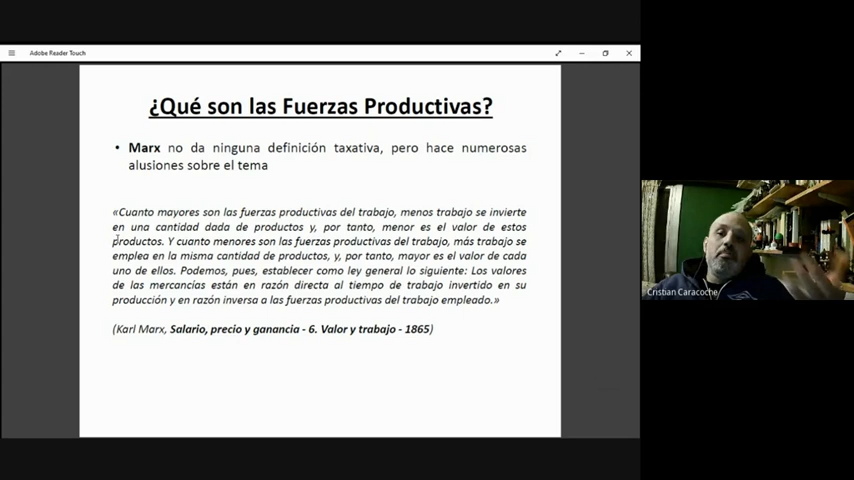 Adobe Reader Touch
¿Qué son las Fuerzas Productivas?
• Marx no da ninguna definición taxativa, pero hace numerosas
alusiones sobre el tema
«Cuanto mayores son las fuerzas productivas del trabajo, menos trabajo se invierte
en una cantidad dada de productos y, por tanto, menor es el valor de estos
productos. Y cuanto menores son las fuerzas productivas del trabajo, más trabajo se
emplea en la misma cantidad de productos, y, por tanto, mayor es el valor de cada
uno de ellos. Podemos, pues, establecer como ley general lo siguiente: Los valores
de las mercancías están en razón directa al tiempo de trabajo invertido en su
producción y en razón inversa a las fuerzas productivas del trabajo empleado.»
(Karl Marx, Salario, precio y ganancia - 6. Valor y trabajo - 1865)
Cristian Caracoche